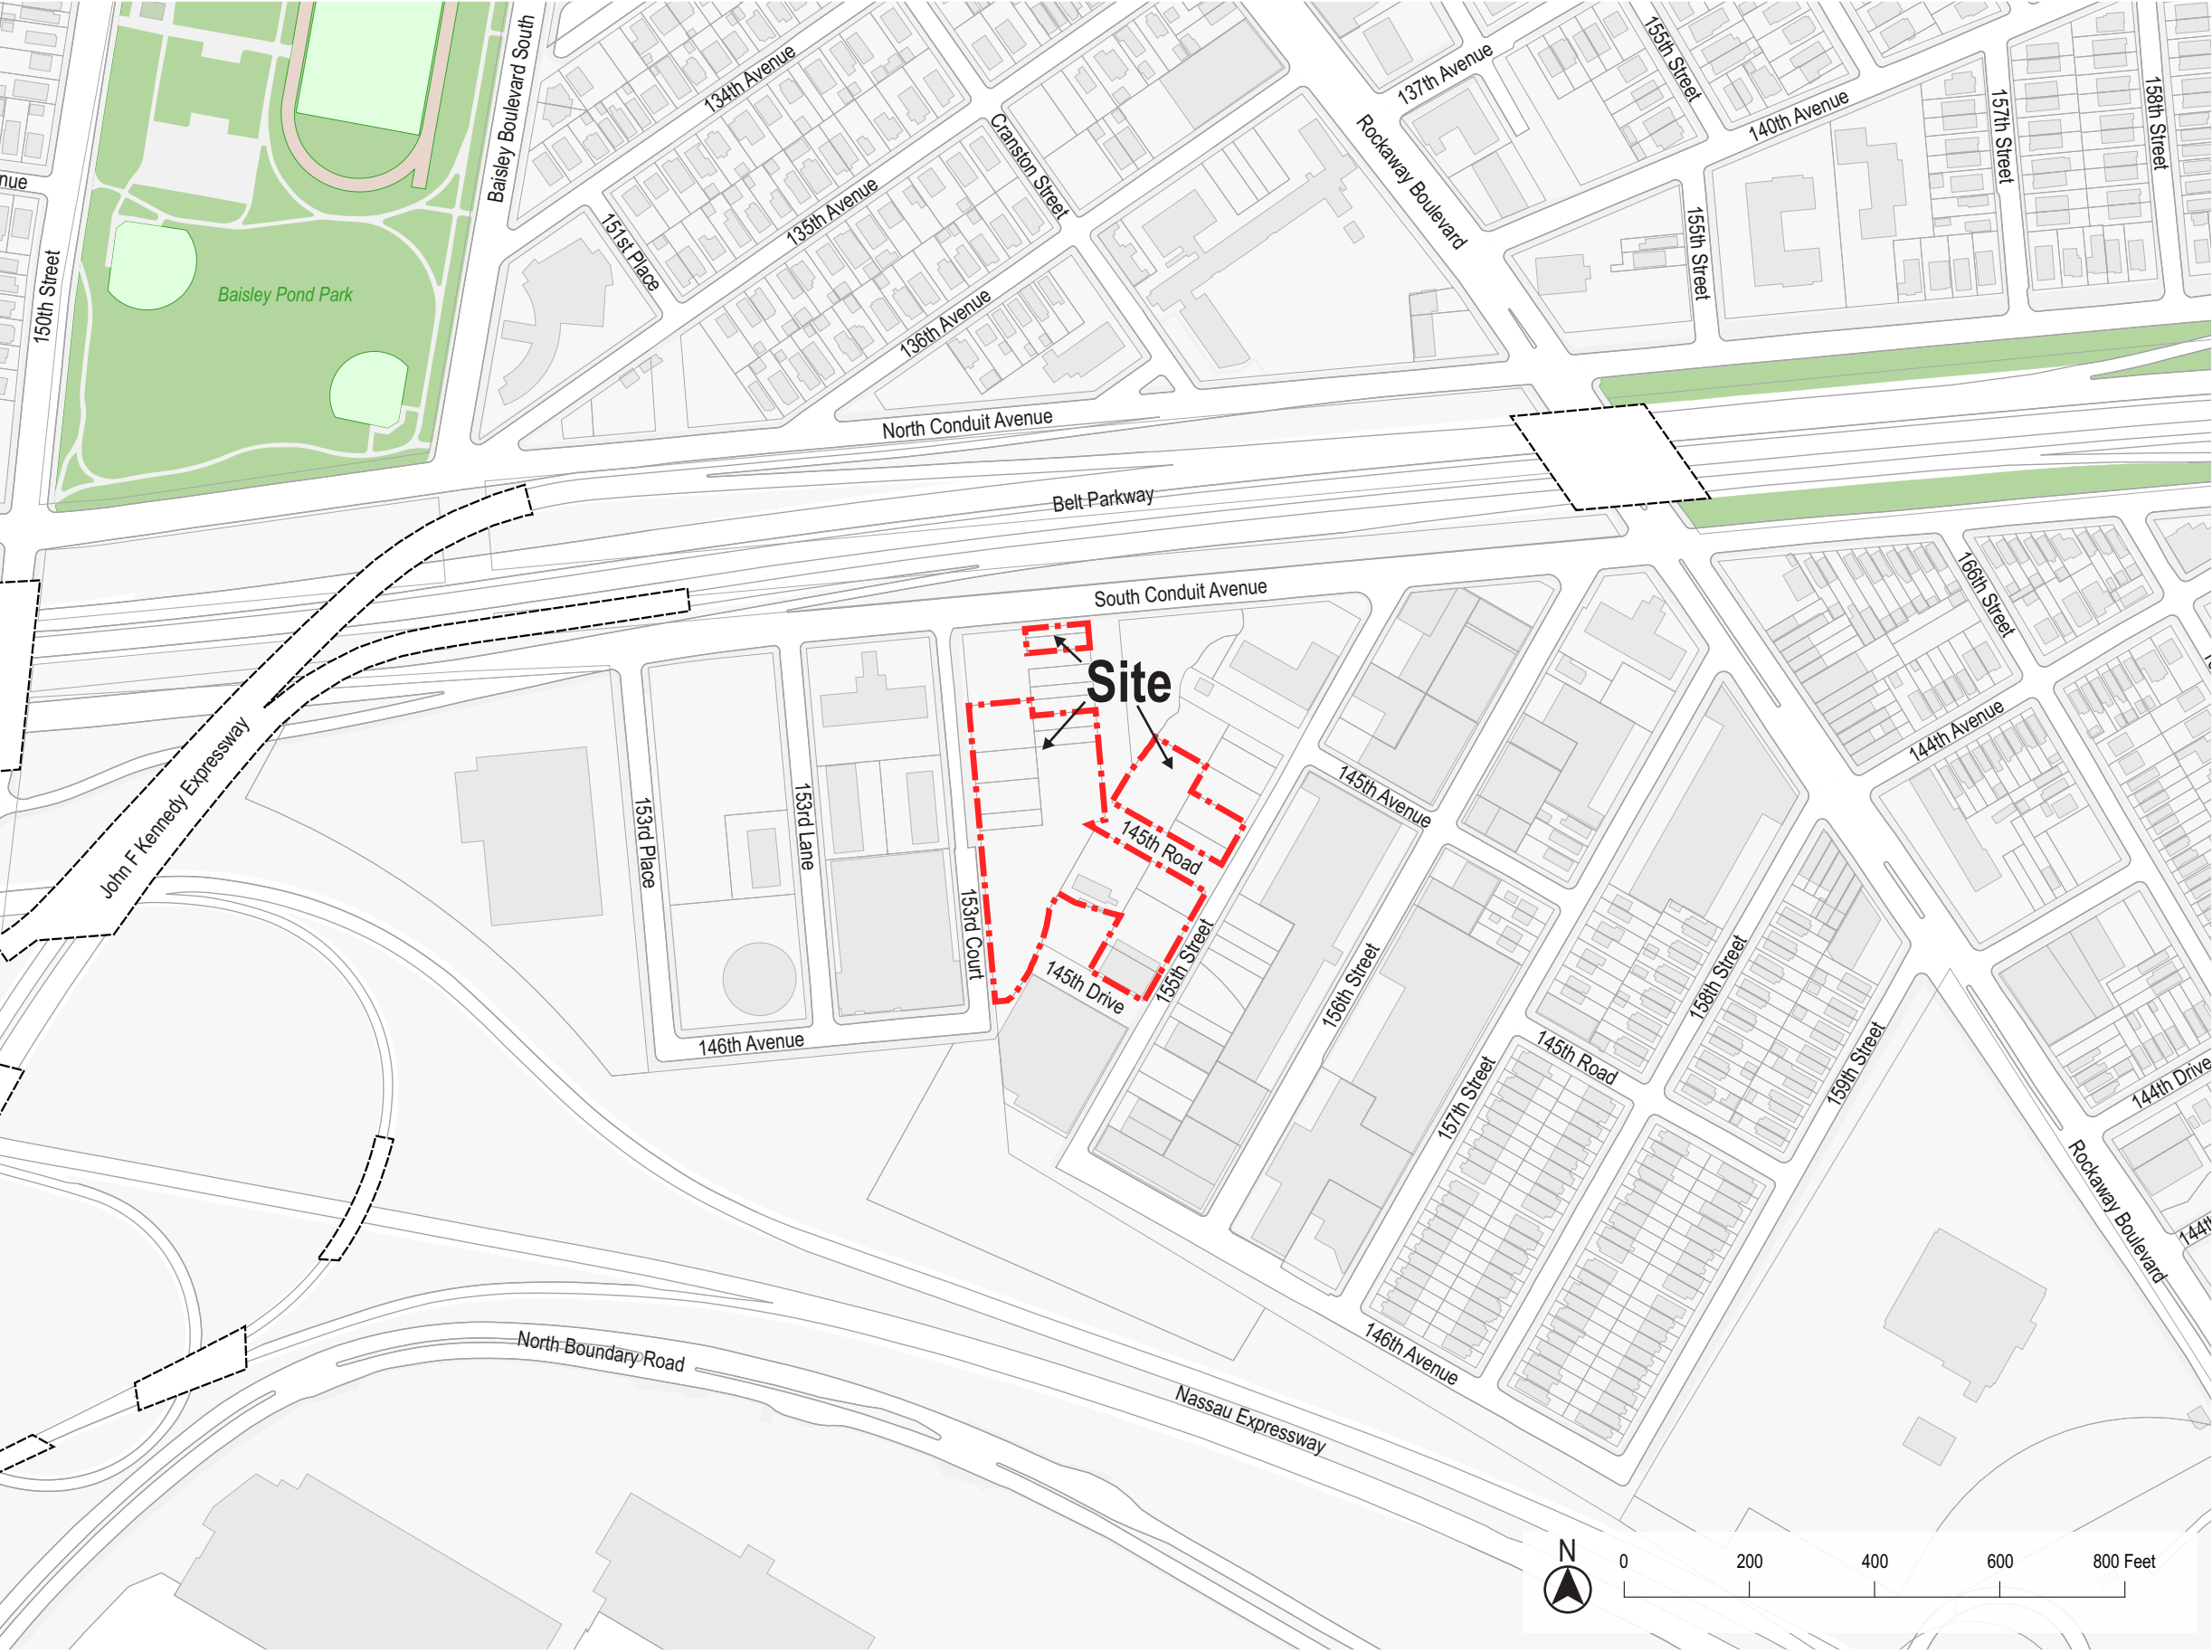 134th Avenue
Baisley Boulevard South
137th Avenue
155th Street
140th Avenue
157th Street
158th Street
Cranston Street
Rockaway Boulevard
nue
135th Avenue
151st Place
155th Street
150th Street
Baisley Pond Park
136th Avenue
North Conduit Avenue
Belt Parkway
South Conduit Avenue
166th Street
Site
144th Avenue
John F Kennedy Expressway
153rd Place
153rd Lane
145th Avenue
145th Road
153rd Court
145th Drive
155th Street
156th Street
158th Street
146th Avenue
145th Road
159th Street
157th Street
144th Drive
Rockaway Boulevard
144th
North Boundary Road
146th Avenue
Nassau Expressway
N
0 200 400 600 800 Feet